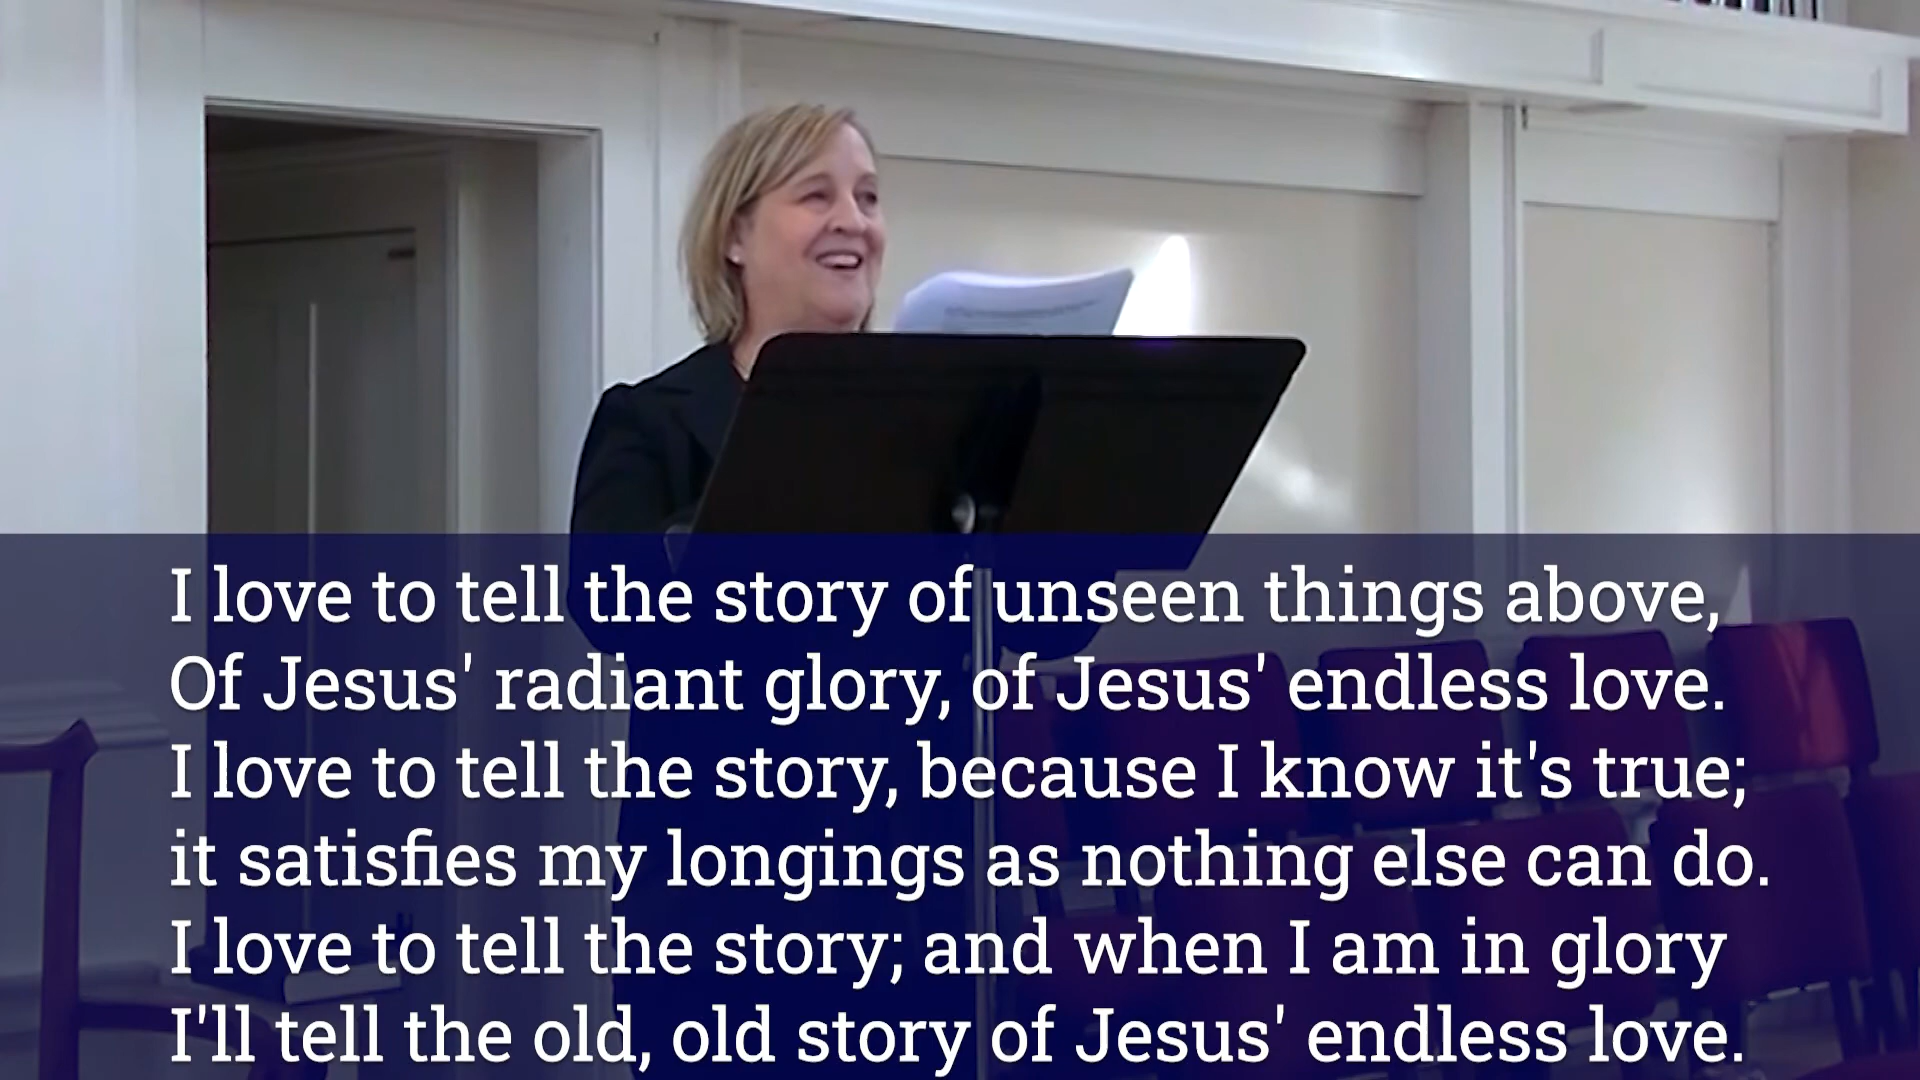 I love to tell the story of unseen things above,
Of Jesus' radiant glory, of Jesus' endless love.
I love to tell the story, because I know it's true;
it satisfies my longings as nothing else can do.
I love to tell the story; and when I am in glory
I'll tell the old, old story of Jesus' endless love.